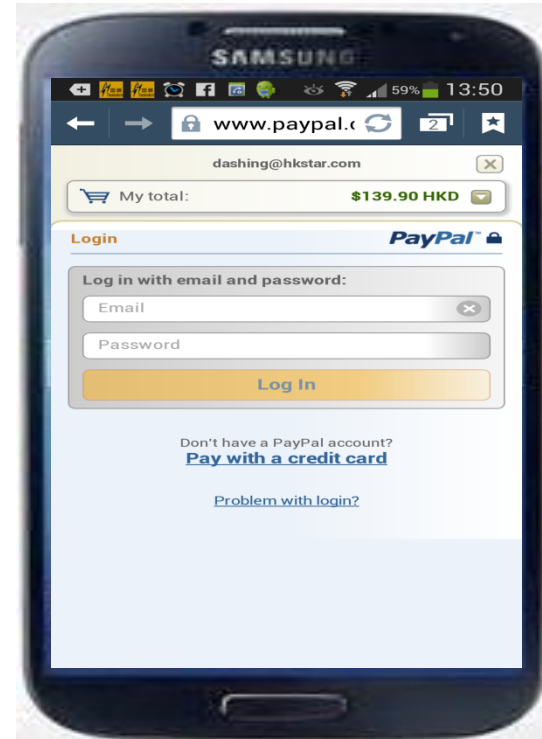 SAMSUNG
59% 13:50
www.paypal.c 2
dashing@hkstar.com
My total: $139.90 HKD
Login PayPal™
Log in with email and password:
Email
Password
Log In
Don't have a PayPal account?
Pay with a credit card
Problem with login?